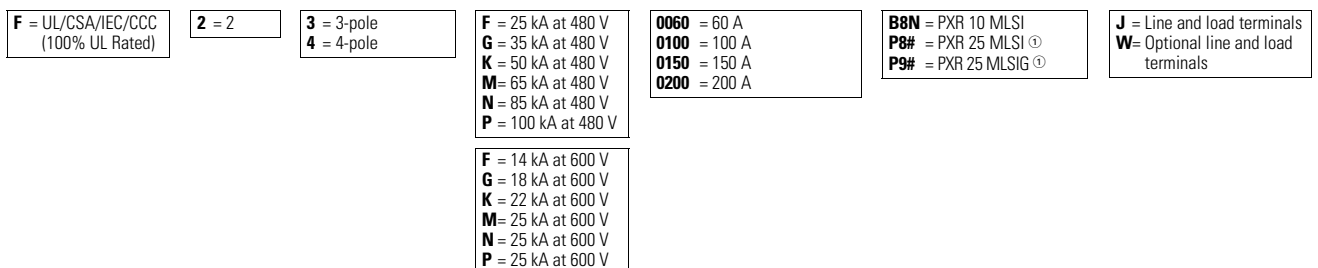 F = UL/CSA/IEC/CCC
(100% UL Rated)
2 = 2
3 = 3-pole
4 = 4-pole
F = 25 kA at 480 V
G = 35 kA at 480 V
K = 50 kA at 480 V
M= 65 kA at 480 V
N = 85 kA at 480 V
P = 100 kA at 480 V
F = 14 kA at 600 V
G = 18 kA at 600 V
K = 22 kA at 600 V
M= 25 kA at 600 V
N = 25 kA at 600 V
P = 25 kA at 600 V
0060 = 60 A
0100 = 100 A
0150 = 150 A
0200 = 200 A
B8N = PXR 10 MLSI
P8# = PXR 25 MLSI ①
P9# = PXR 25 MLSIG ①
J = Line and load terminals
W= Optional line and load
terminals